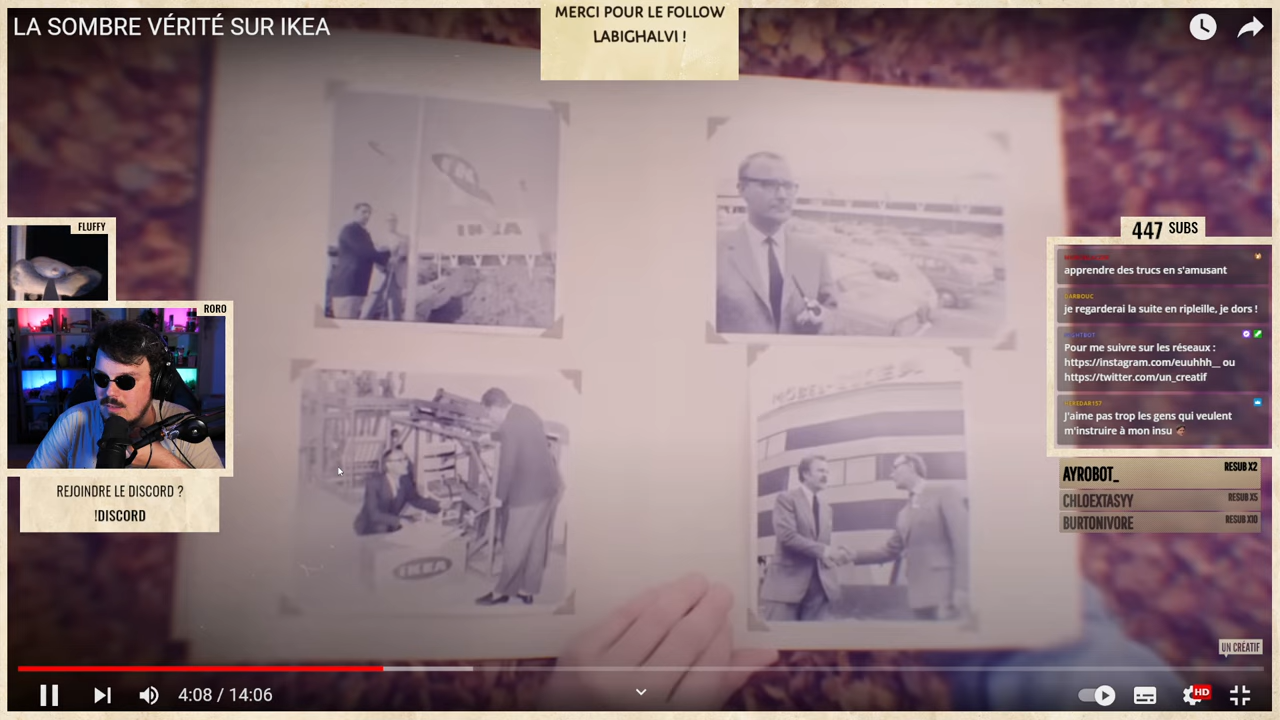 LA SOMBRE VÉRITÉ SUR IKEA
MERCI POUR LE FOLLOW
LABIGHALVI !
IKEA
IKEA
FLUFFY
RORO
REJOINDRE LE DISCORD ?
!DISCORD
447 SUBS
apprendre des trucs en s'amusant
BARBOUC
je regarderai la suite en ripleille, je dors !
Pour me suivre sur les réseaux :
https://instagram.com/euuhhh__ ou
https://twitter.com/un_creatif
J'aime pas trop les gens qui veulent
m'instruire à mon insu
AYROBOT_ RESUB X2
CHLOEXTASYY RESUB X5
BURTONIVORE RESUB X10
UN CRÉATIF
4:08 / 14:06
HD